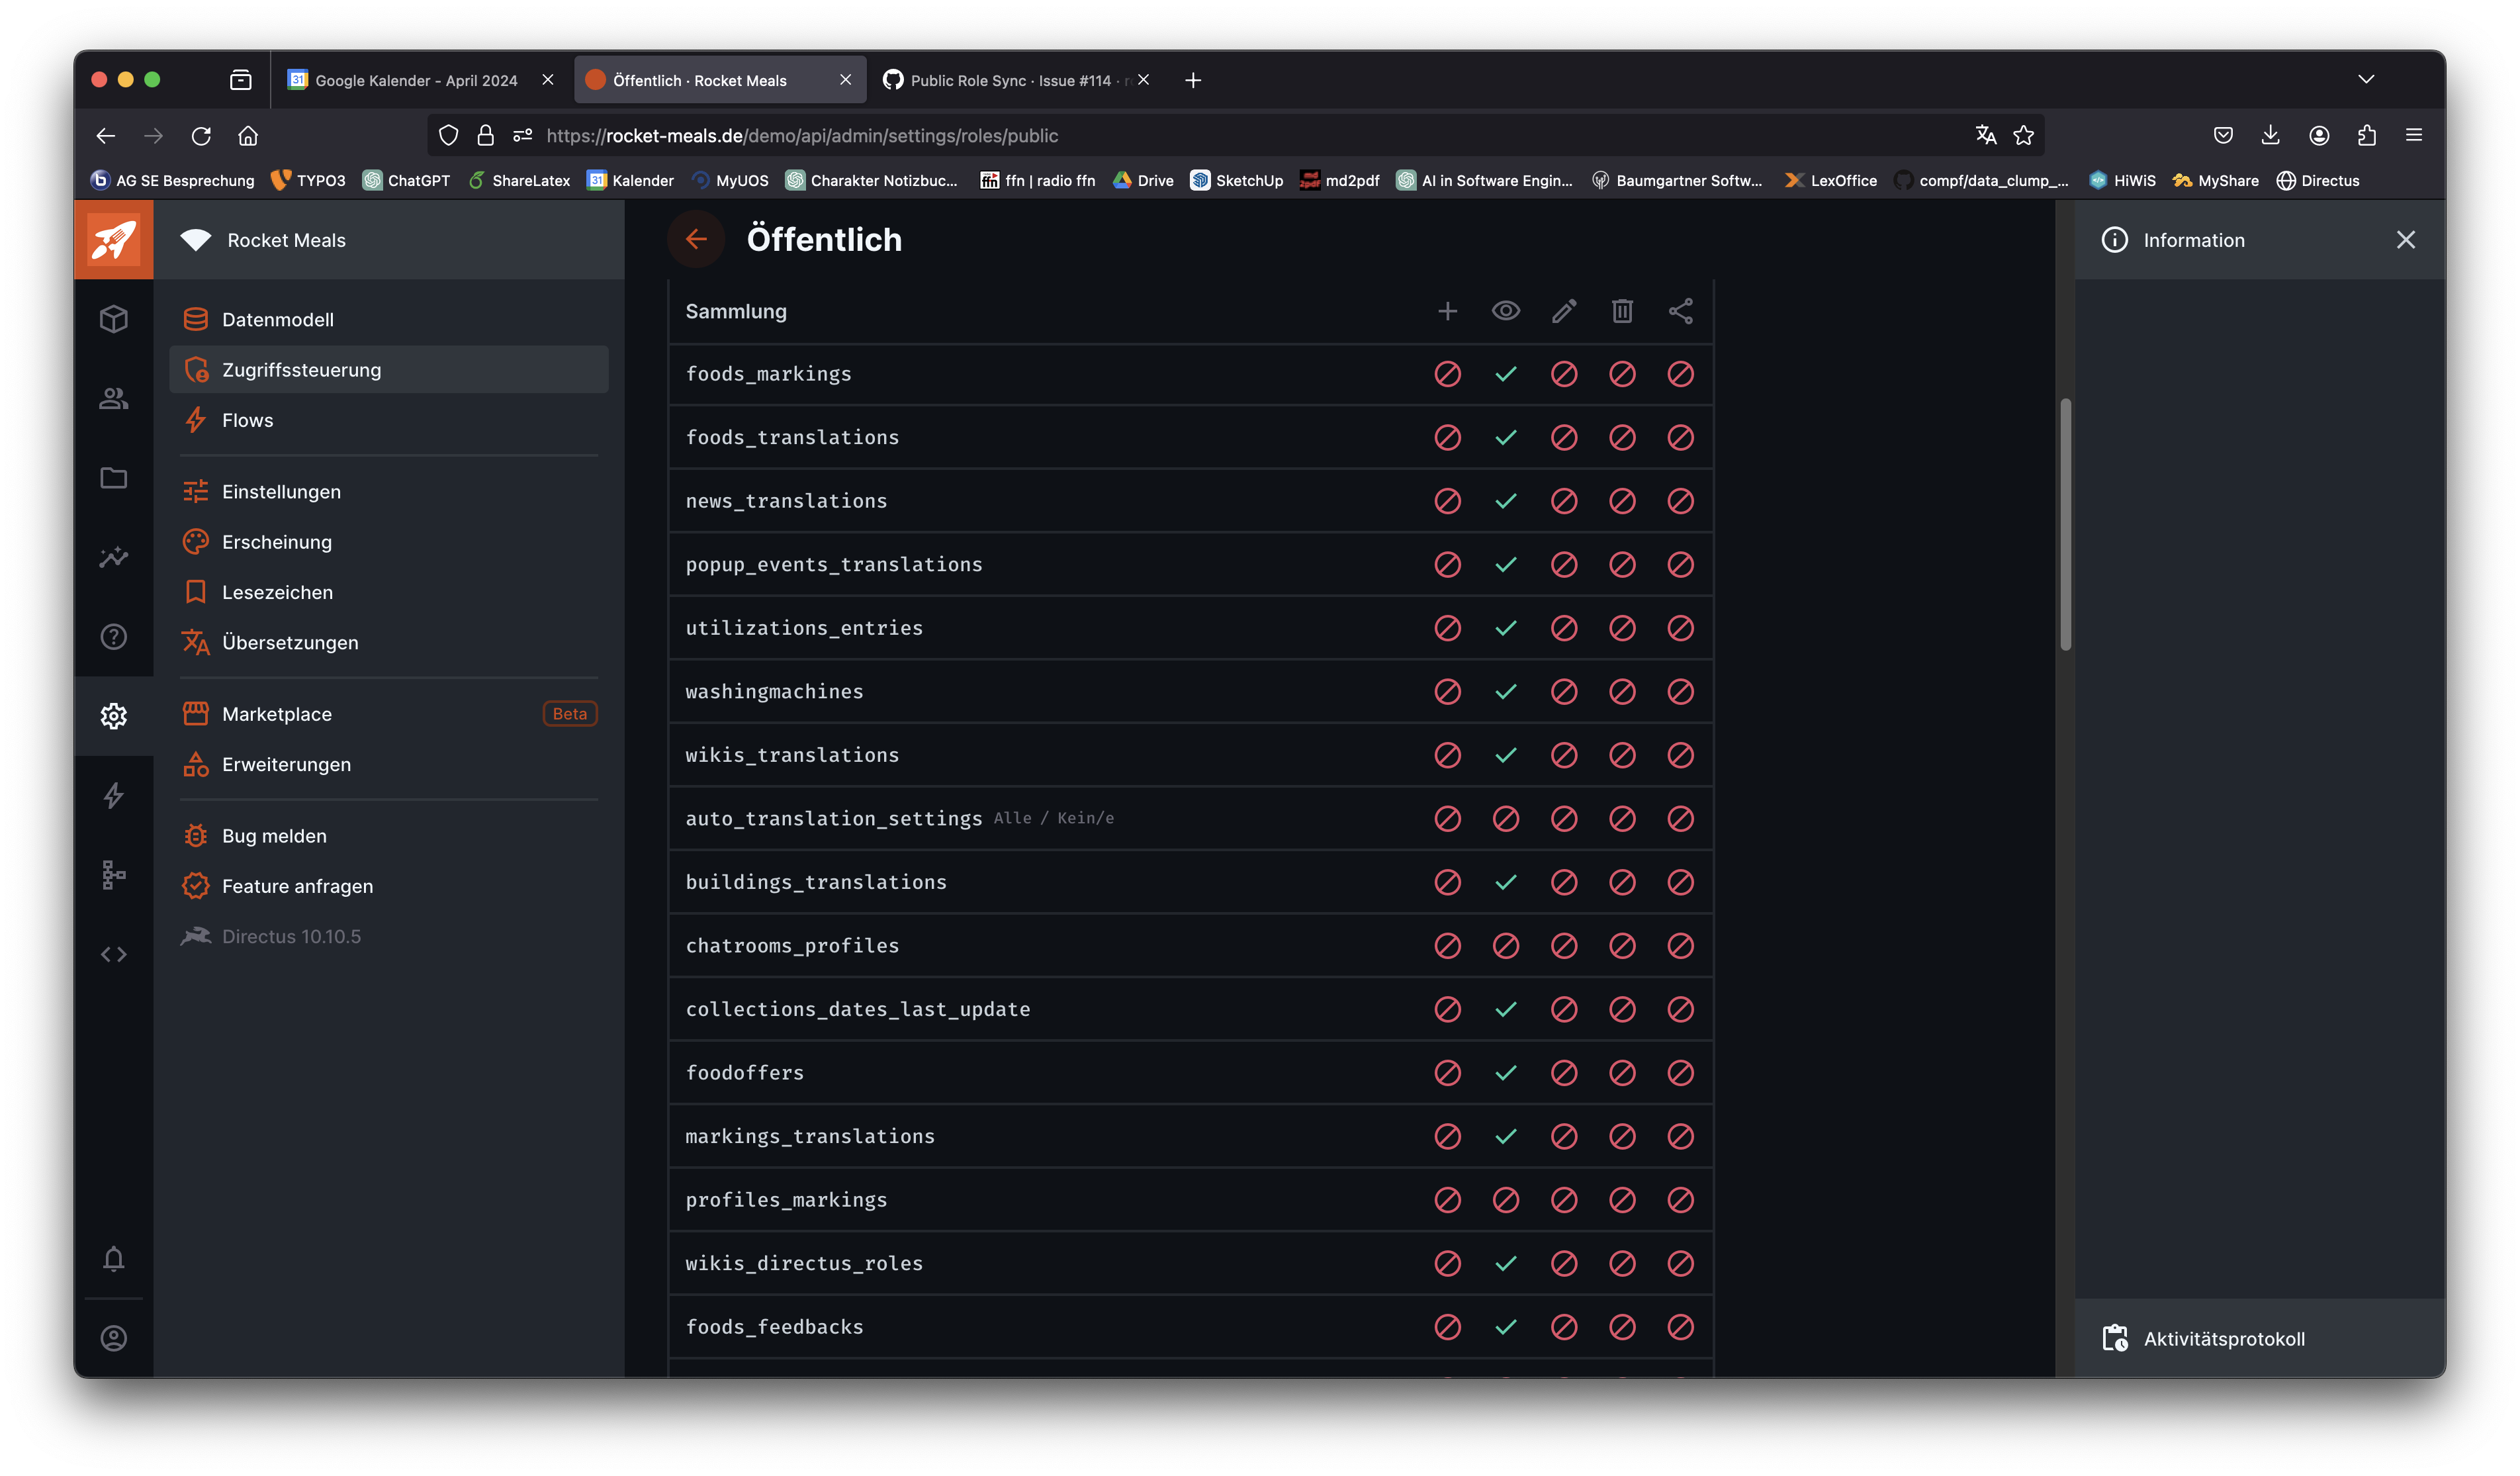 Google Kalender - April 2024
Öffentlich · Rocket Meals
Public Role Sync · Issue #114 ·
https://rocket-meals.de/demo/api/admin/settings/roles/public
AG SE Besprechung
TYPO3
ChatGPT
ShareLatex
31 Kalender
MyUOS
Charakter Notizbuc...
ffn ffn | radio ffn
Drive
SketchUp
md2pdf
AI in Software Engin...
Baumgartner Softw...
LexOffice
compf/data_clump_...
HiWiS
MyShare
Directus
Rocket Meals
Datenmodell
Zugriffssteuerung
Flows
Einstellungen
Erscheinung
Lesezeichen
Übersetzungen
Marketplace Beta
Erweiterungen
Bug melden
Feature anfragen
Directus 10.10.5
Öffentlich
Sammlung
foods_markings
foods_translations
news_translations
popup_events_translations
utilizations_entries
washingmachines
wikis_translations
auto_translation_settings Alle / Kein/e
buildings_translations
chatrooms_profiles
collections_dates_last_update
foodoffers
markings_translations
profiles_markings
wikis_directus_roles
foods_feedbacks
Information
Aktivitätsprotokoll